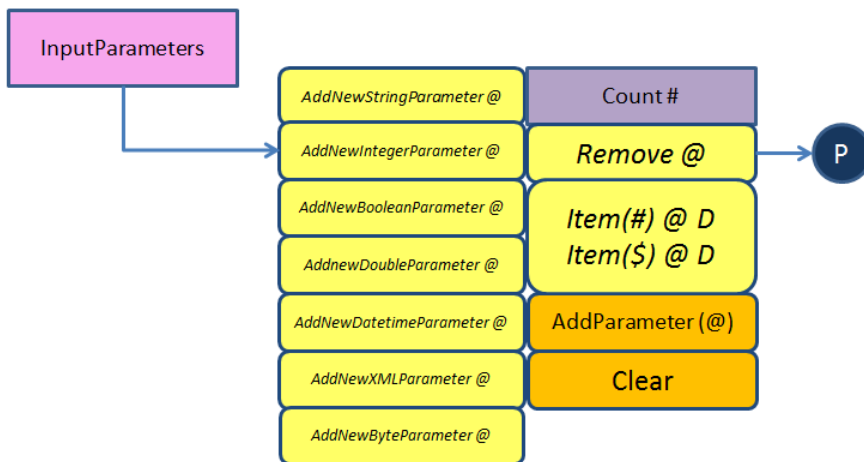 InputParameters
AddNewStringParameter @
Count #
AddNewIntegerParameter @
Remove @
P
AddNewBooleanParameter @
Item(#) @ D
Item($) @ D
AddnewDoubleParameter @
AddNewDatetimeParameter @
AddParameter (@)
AddNewXMLParameter @
Clear
AddNewByteParameter @